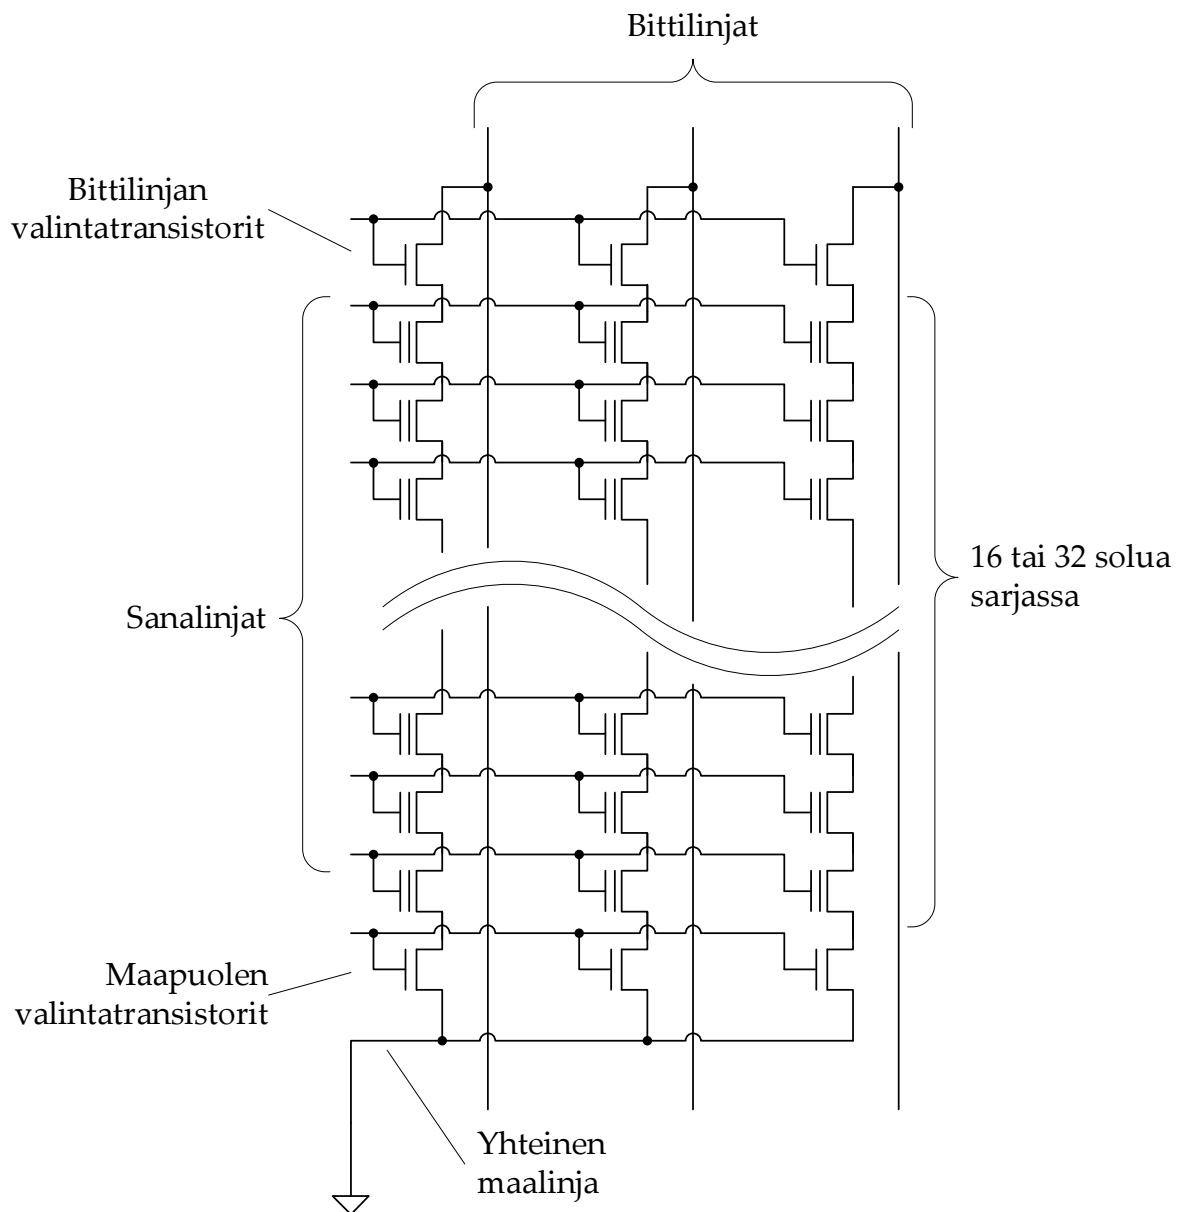 Bittilinjat
Bittilinjan
valintatransistorit
16 tai 32 solua
sarjassa
Sanalinjat
Maapuolen
valintatransistorit
Yhteinen
maalinja